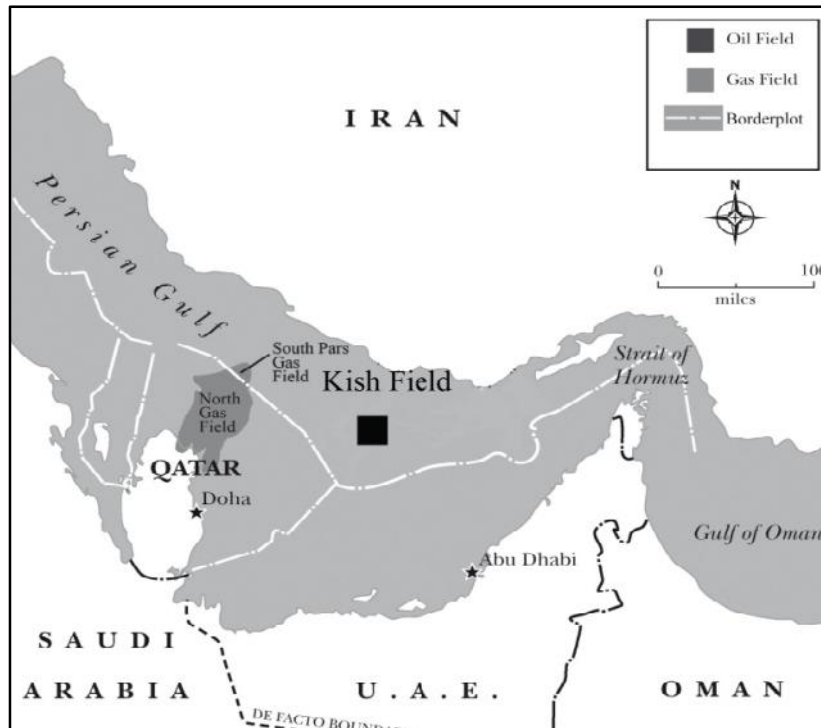 Oil Field
Gas Field
Borderplot
IRAN
N
0 100
miles
Persian Gulf
South Pars
Gas
Field
Kish Field
Strait of
Hormuz
North
Gas
Field
QATAR
Doha
Gulf of Oman
Abu Dhabi
SAUDI
ARABIA
U.A.E.
OMAN
DE FACTO